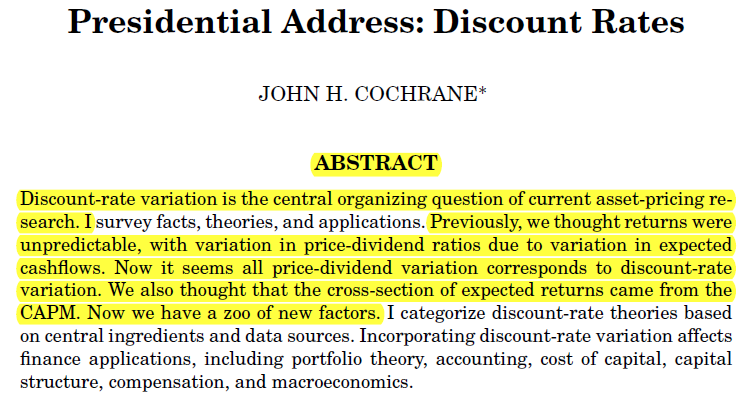 Presidential Address: Discount Rates
JOHN H. COCHRANE*
ABSTRACT
Discount-rate variation is the central organizing question of current asset-pricing re-
search. I survey facts, theories, and applications. Previously, we thought returns were
unpredictable, with variation in price-dividend ratios due to variation in expected
cashflows. Now it seems all price-dividend variation corresponds to discount-rate
variation. We also thought that the cross-section of expected returns came from the
CAPM. Now we have a zoo of new factors. I categorize discount-rate theories based
on central ingredients and data sources. Incorporating discount-rate variation affects
finance applications, including portfolio theory, accounting, cost of capital, capital
structure, compensation, and macroeconomics.